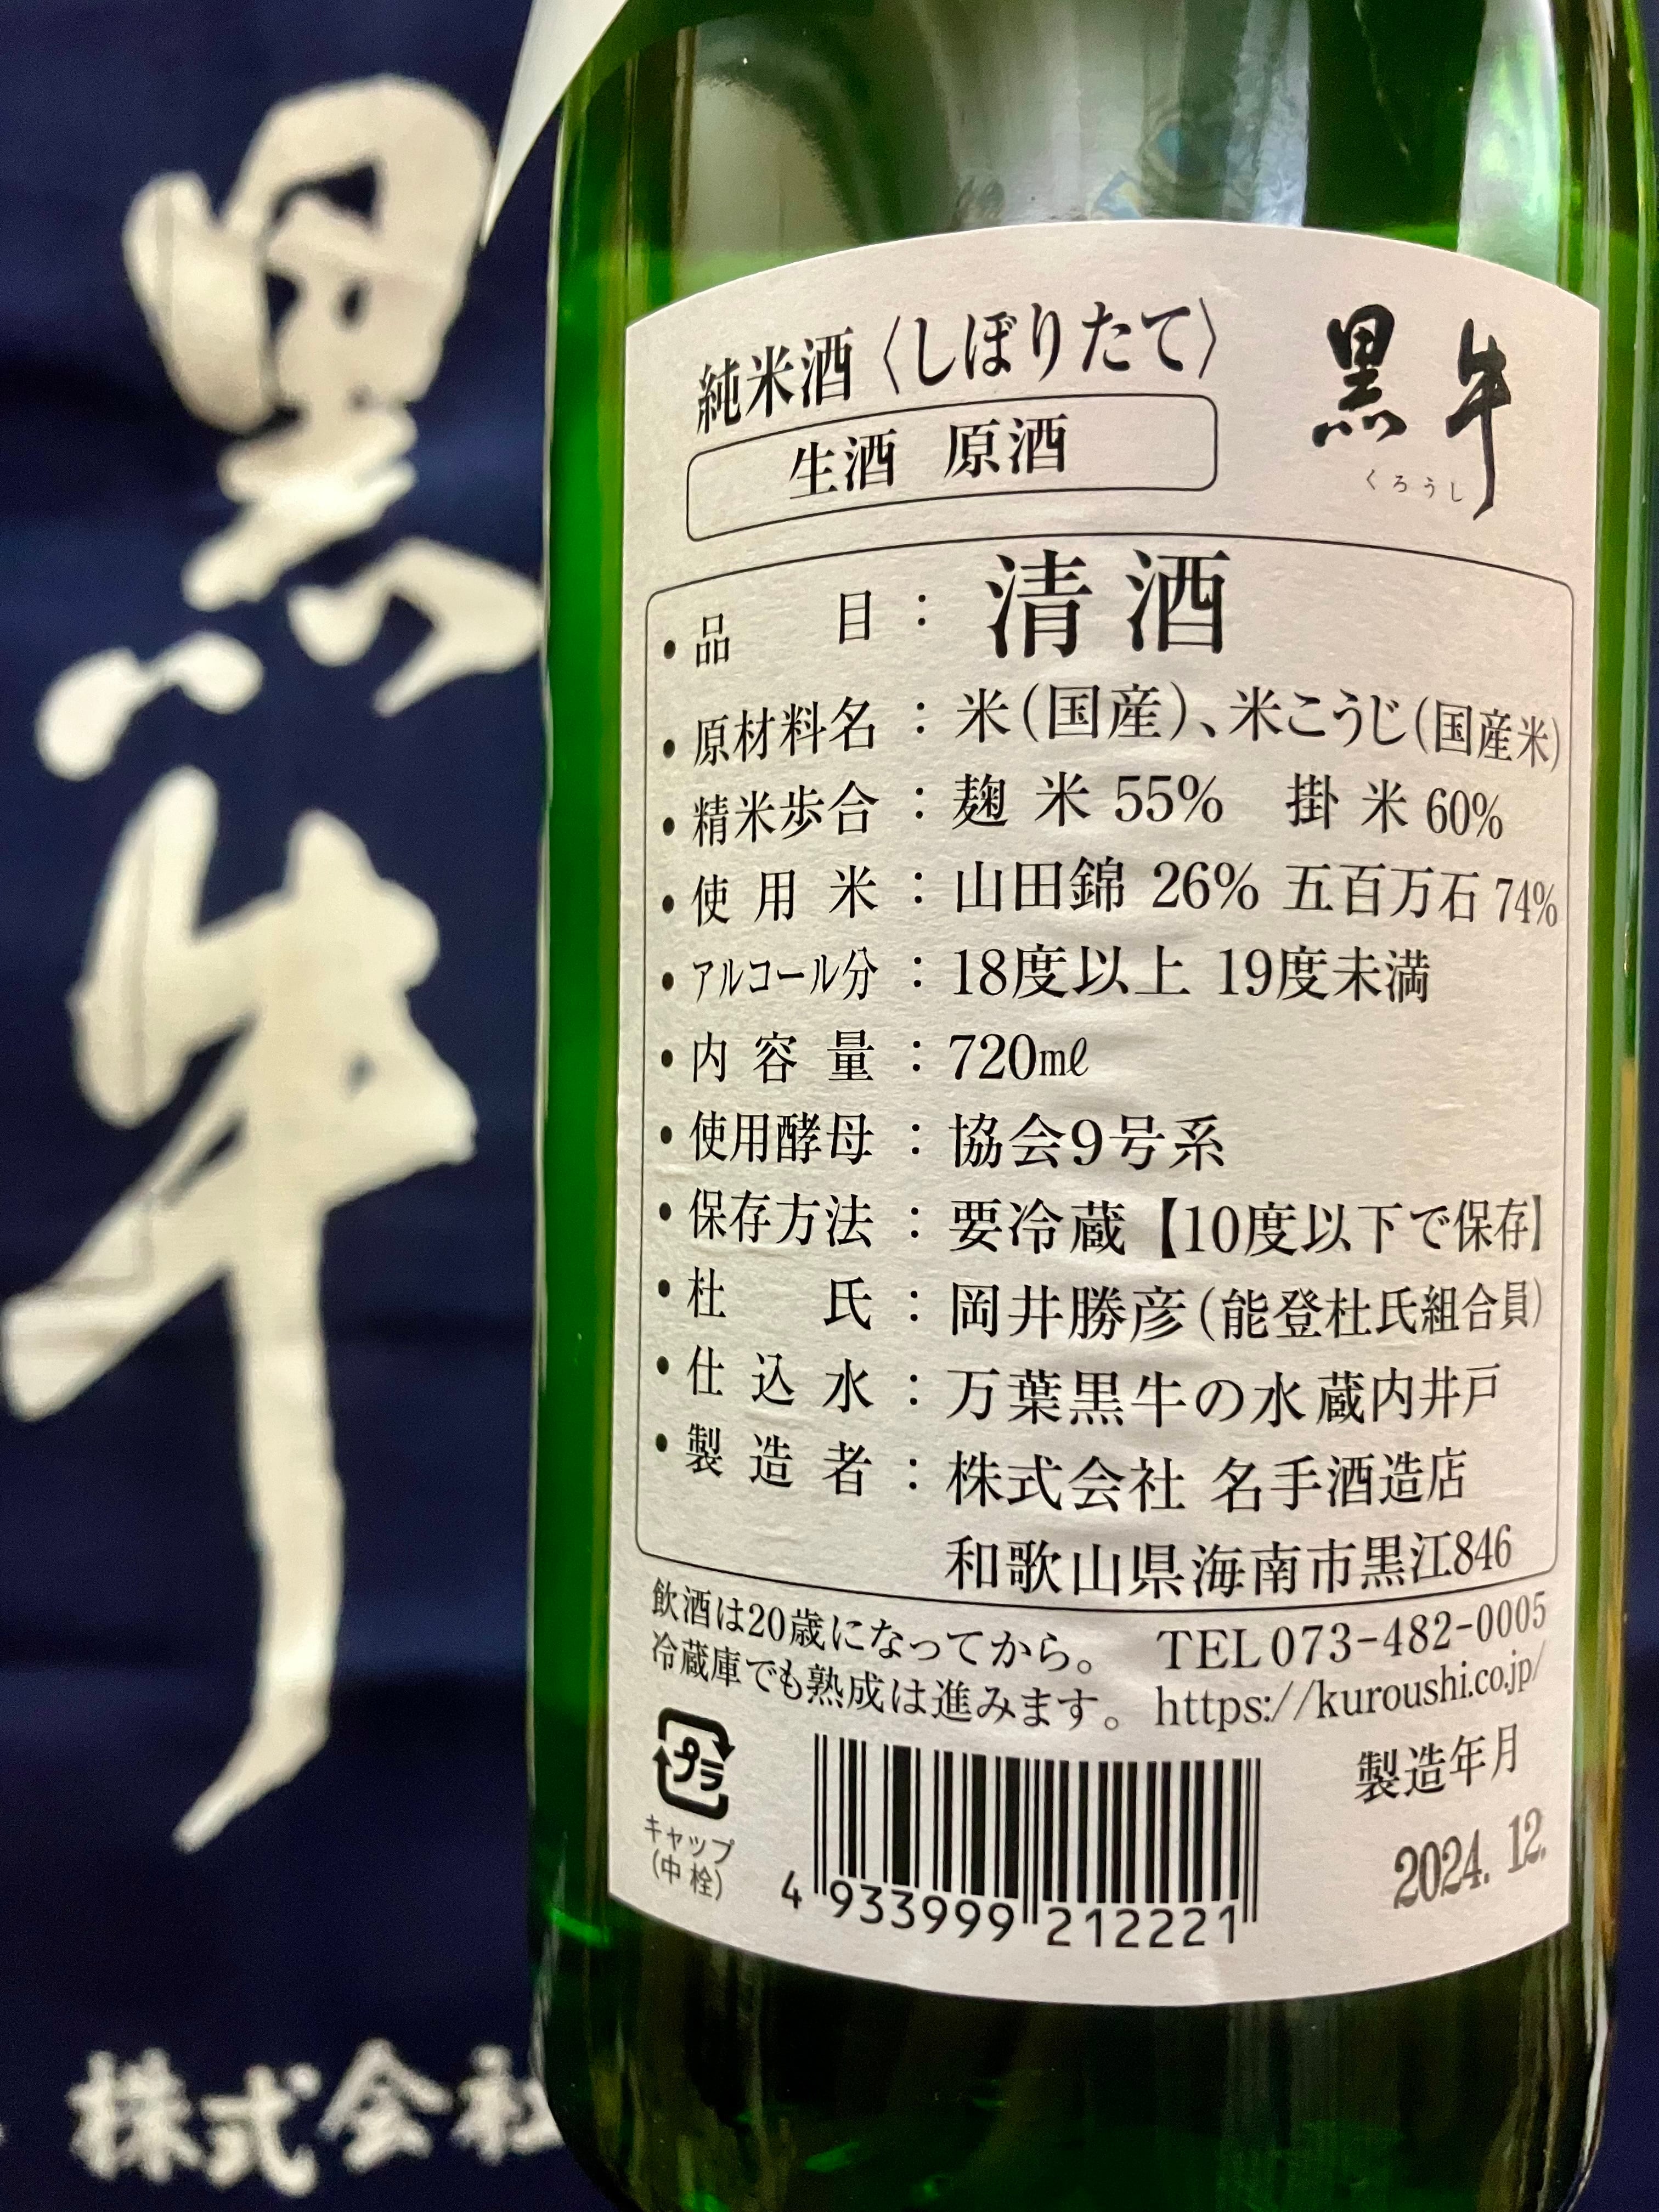 黒牛
株式会社
純米酒〈しぼりたて〉
生酒 原酒
黒牛
くろうし
・品目：清酒
・原材料名：米(国産)、米こうじ(国産米)
・精米歩合：麹米 55% 掛米 60%
・使用米：山田錦 26% 五百万石 74%
・アルコール分：18度以上 19度未満
・内容量：720mℓ
・使用酵母：協会9号系
・保存方法：要冷蔵【10度以下で保存】
・杜氏：岡井勝彦(能登杜氏組合員)
・仕込水：万葉黒牛の水 蔵内井戸
・製造者：株式会社 名手酒造店
和歌山県海南市黒江846
飲酒は20歳になってから。 TEL073-482-0005
冷蔵庫でも熟成は進みます。 https://kuroushi.co.jp/
プラ
キャップ
(中栓)
4 933999 212221
製造年月
2024. 12.